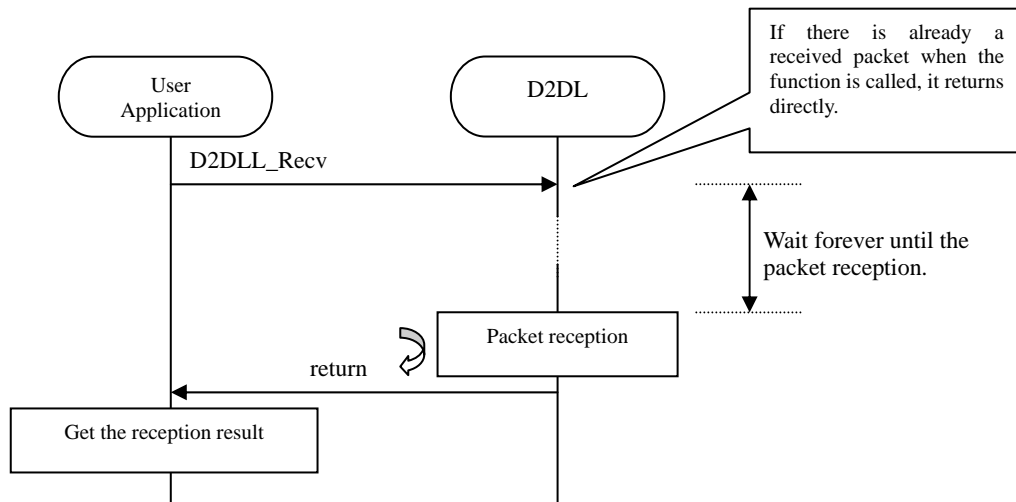 If there is already a
received packet when the
function is called, it returns
directly.
User
Application
D2DL
D2DLL_Recv
Wait forever until the
packet reception.
Packet reception
return
Get the reception result